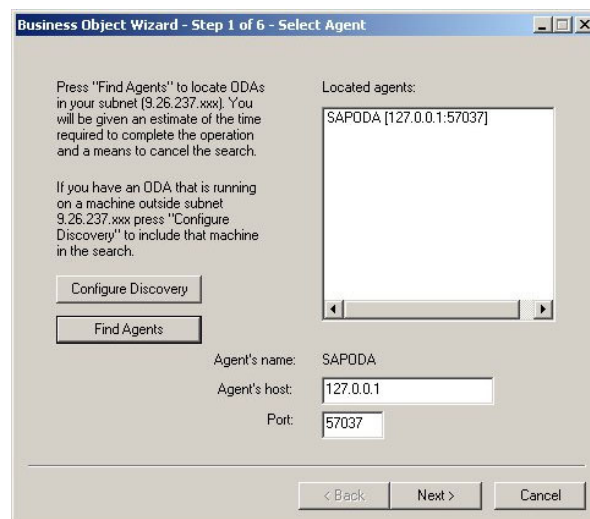 Business Object Wizard - Step 1 of 6 - Select Agent
Press "Find Agents" to locate ODAs
in your subnet (9.26.237.xxx). You
will be given an estimate of the time
required to complete the operation
and a means to cancel the search.
If you have an ODA that is running
on a machine outside subnet
9.26.237.xxx press "Configure
Discovery" to include that machine
in the search.
Configure Discovery
Find Agents
Located agents:
SAPODA [127.0.0.1:57037]
Agent's name: SAPODA
Agent's host: 127.0.0.1
Port: 57037
< Back
Next >
Cancel